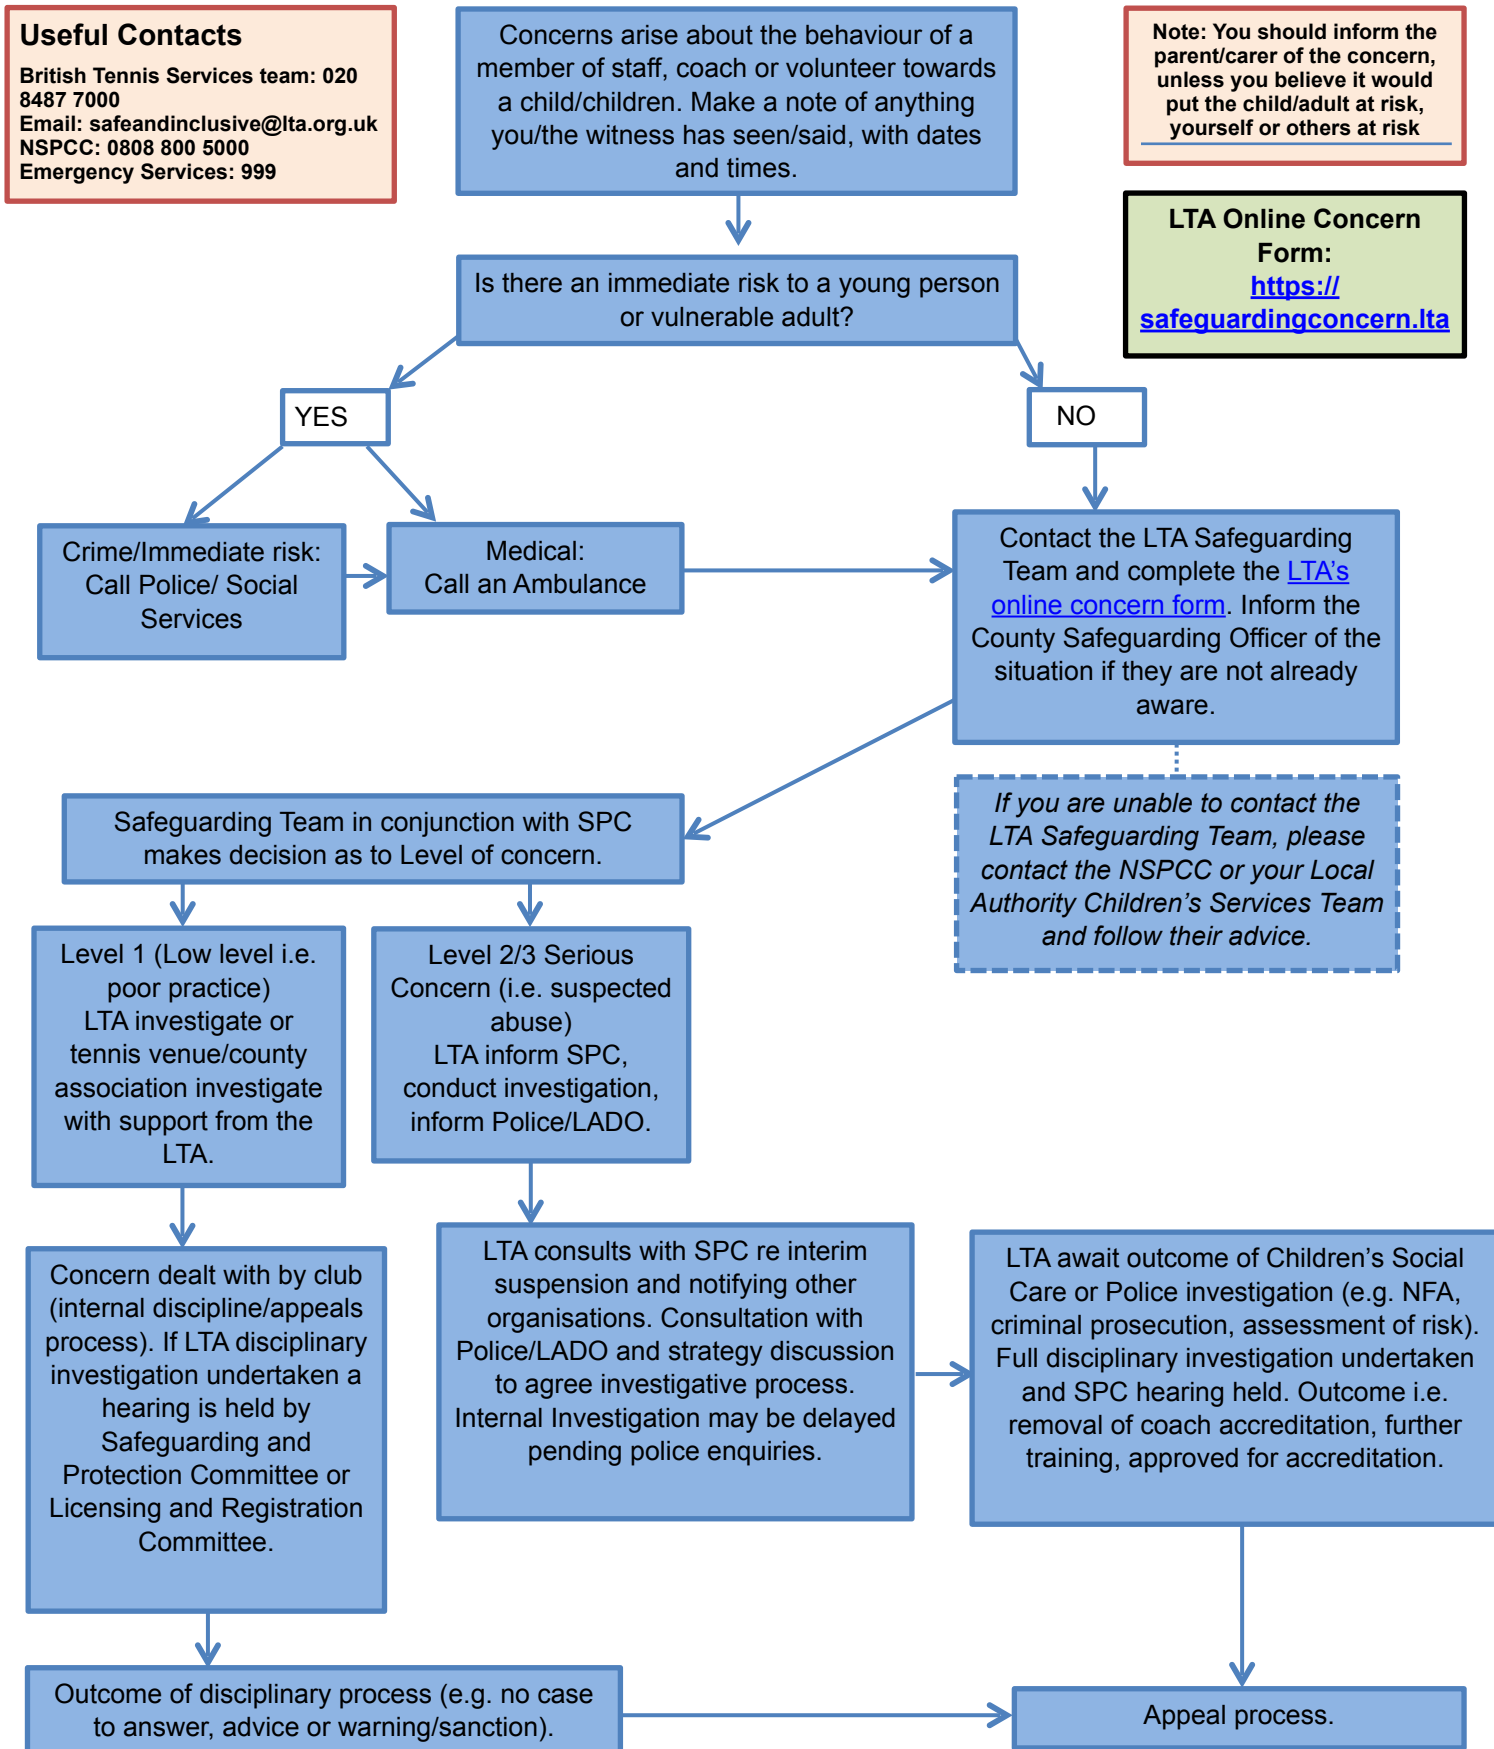 Useful Contacts
British Tennis Services team: 020
8487 7000
Email: safeandinclusive@lta.org.uk
NSPCC: 0808 800 5000
Emergency Services: 999
Concerns arise about the behaviour of a
member of staff, coach or volunteer towards
a child/children. Make a note of anything
you/the witness has seen/said, with dates
and times.
Note: You should inform the
parent/carer of the concern,
unless you believe it would
put the child/adult at risk,
yourself or others at risk
LTA Online Concern
Form:
https://
safeguardingconcern.lta
Is there an immediate risk to a young person
or vulnerable adult?
YES
NO
Crime/Immediate risk:
Call Police/ Social
Services
Medical:
Call an Ambulance
Contact the LTA Safeguarding
Team and complete the LTA's
online concern form. Inform the
County Safeguarding Officer of the
situation if they are not already
aware.
If you are unable to contact the
LTA Safeguarding Team, please
contact the NSPCC or your Local
Authority Children's Services Team
and follow their advice.
Safeguarding Team in conjunction with SPC
makes decision as to Level of concern.
Level 1 (Low level i.e.
poor practice)
LTA investigate or
tennis venue/county
association investigate
with support from the
LTA.
Level 2/3 Serious
Concern (i.e. suspected
abuse)
LTA inform SPC,
conduct investigation,
inform Police/LADO.
Concern dealt with by club
(internal discipline/appeals
process). If LTA disciplinary
investigation undertaken a
hearing is held by
Safeguarding and
Protection Committee or
Licensing and Registration
Committee.
LTA consults with SPC re interim
suspension and notifying other
organisations. Consultation with
Police/LADO and strategy discussion
to agree investigative process.
Internal Investigation may be delayed
pending police enquiries.
LTA await outcome of Children's Social
Care or Police investigation (e.g. NFA,
criminal prosecution, assessment of risk).
Full disciplinary investigation undertaken
and SPC hearing held. Outcome i.e.
removal of coach accreditation, further
training, approved for accreditation.
Outcome of disciplinary process (e.g. no case
to answer, advice or warning/sanction).
Appeal process.